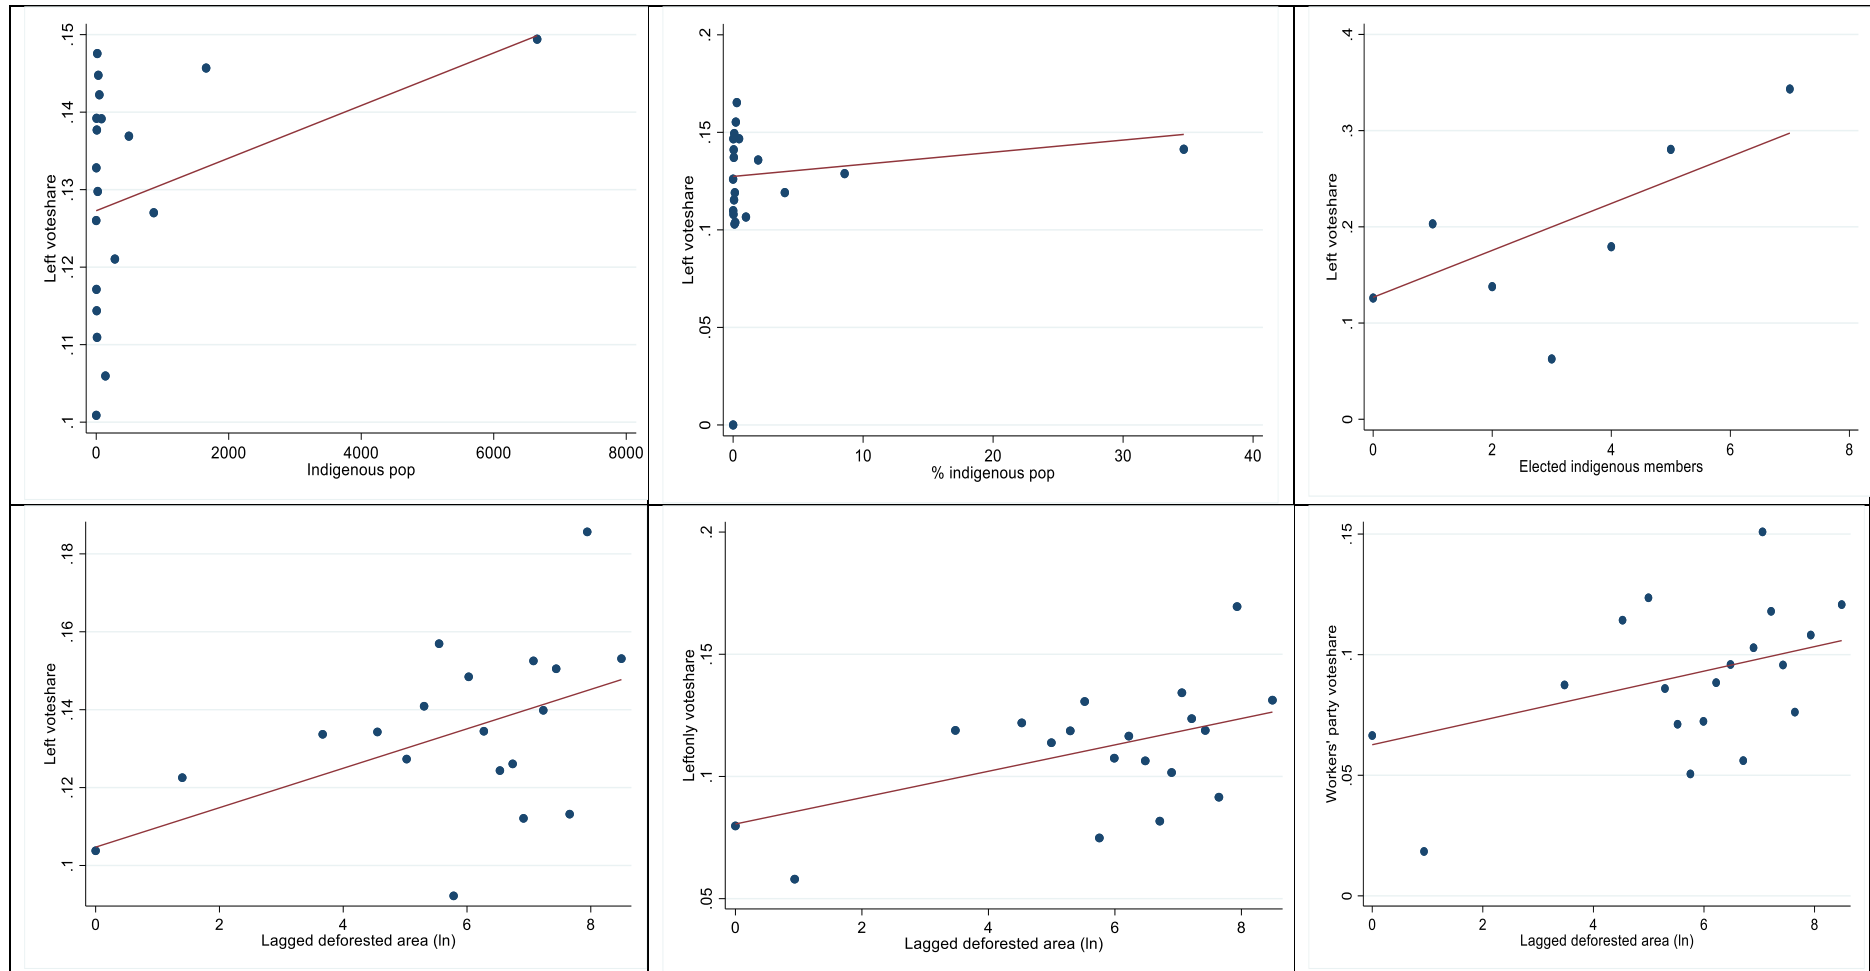 .15
.14
.13
.12
.11
.1
Left voteshare
0 2000 4000 6000 8000
Indigenous pop
.2
.15
.1
.05
0
Left voteshare
0 10 20 30 40
% indigenous pop
.4
.3
.2
.1
0
Left voteshare
0 2 4 6 8
Elected indigenous members
.18
.16
.14
.12
.1
Left voteshare
0 2 4 6 8
Lagged deforested area (ln)
.2
.15
.1
.05
Leftonly voteshare
0 2 4 6 8
Lagged deforested area (ln)
.15
.1
.05
0
Workers' party voteshare
0 2 4 6 8
Lagged deforested area (ln)